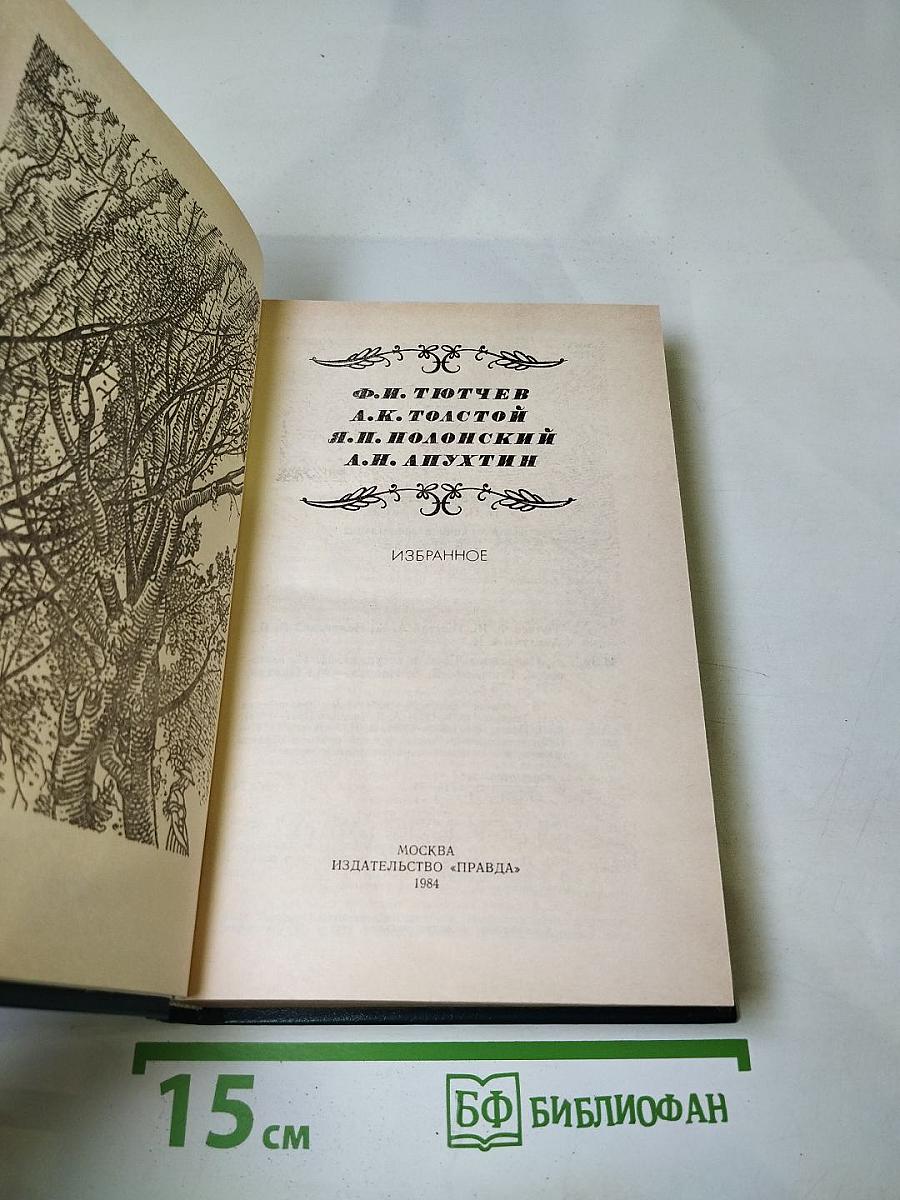 Ф.И. ТЮТЧЕВ
А.К. ТОЛСТОЙ
Я.П. ПОЛОНСКИЙ
А.Н. АПУХТИН
ИЗБРАННОЕ
МОСКВА
ИЗДАТЕЛЬСТВО «ПРАВДА»
1984
15 см
БФ БИБЛИОФАН